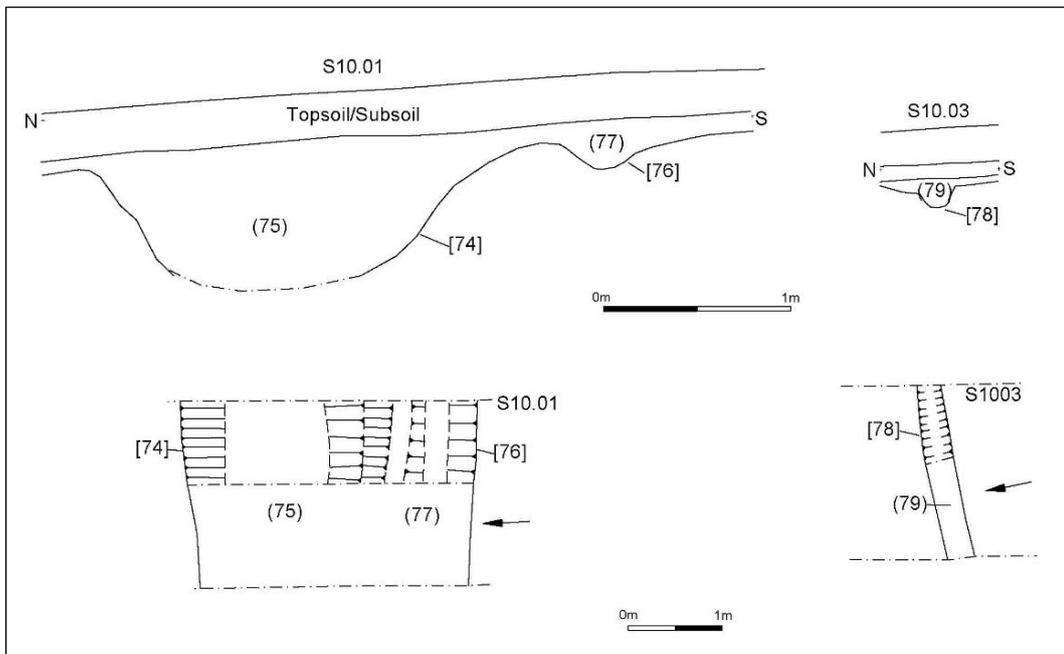 S10.01
Topsoil/Subsoil
N
S
(77)
[76]
(75)
[74]
S10.03
N
S
(79)
[78]
0m 1m
S10.01
[74]
[76]
(75)
(77)
S1003
[78]
(79)
0m 1m